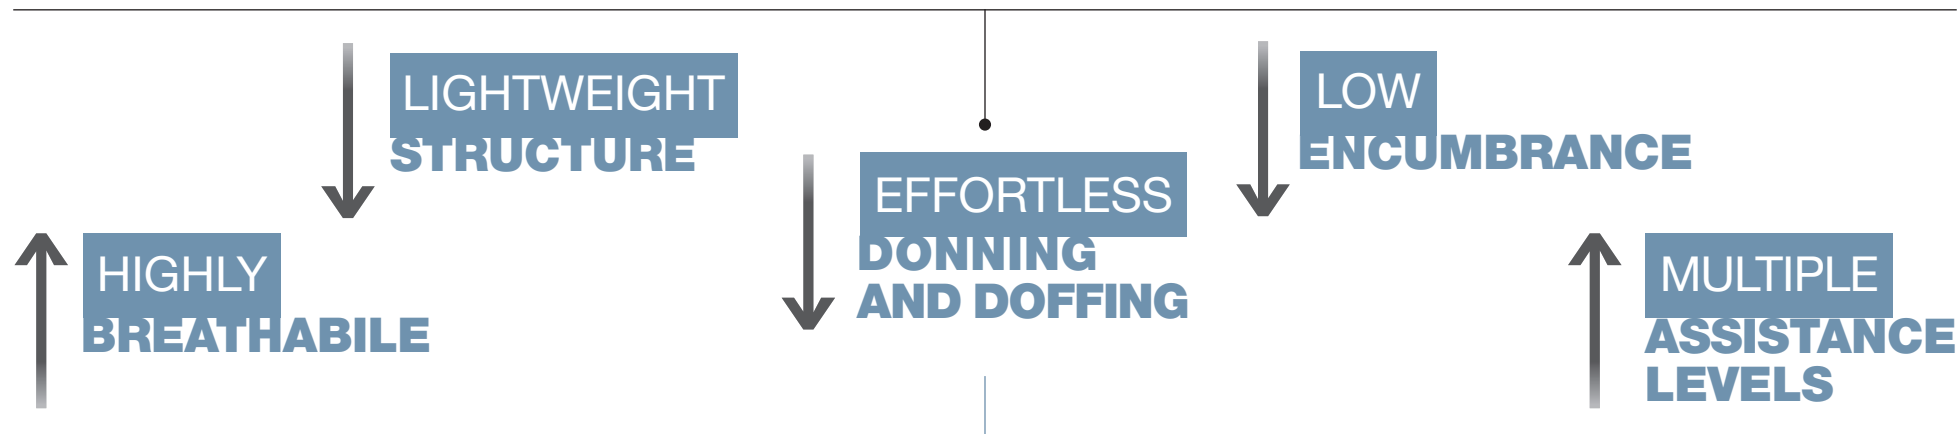 HIGHLY
BREATHABILE
LIGHTWEIGHT
STRUCTURE
EFFORTLESS
DONNING
AND DOFFING
LOW
ENCUMBRANCE
MULTIPLE
ASSISTANCE
LEVELS